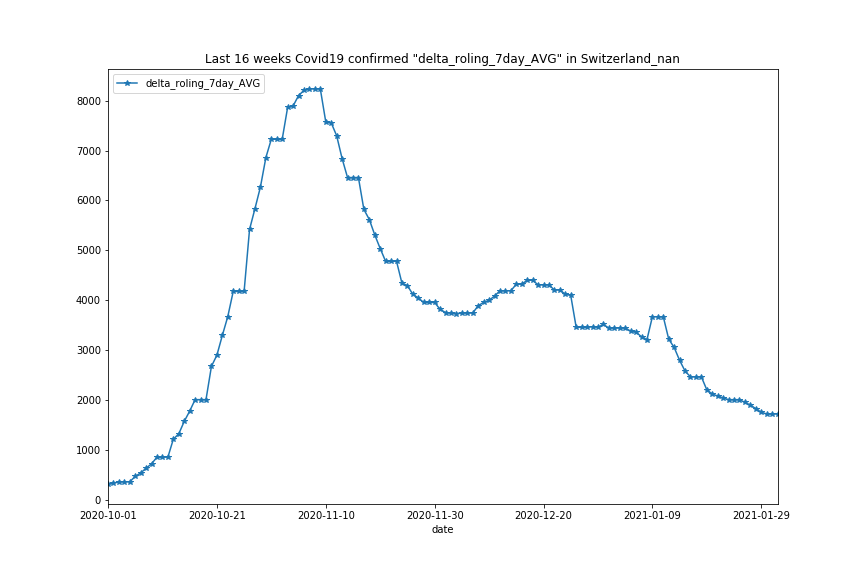 Last 16 weeks Covid19 confirmed "delta_roling_7day_AVG" in Switzerland_nan
delta_roling_7day_AVG
8000
7000
6000
5000
4000
3000
2000
1000
0
2020-10-01 2020-10-21 2020-11-10 2020-11-30 2020-12-20 2021-01-09 2021-01-29
date